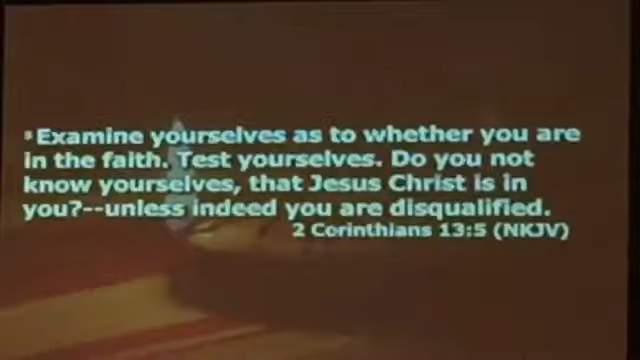 ⁵Examine yourselves as to whether you are
in the faith. Test yourselves. Do you not
know yourselves, that Jesus Christ is in
you?--unless indeed you are disqualified.
2 Corinthians 13:5 (NKJV)